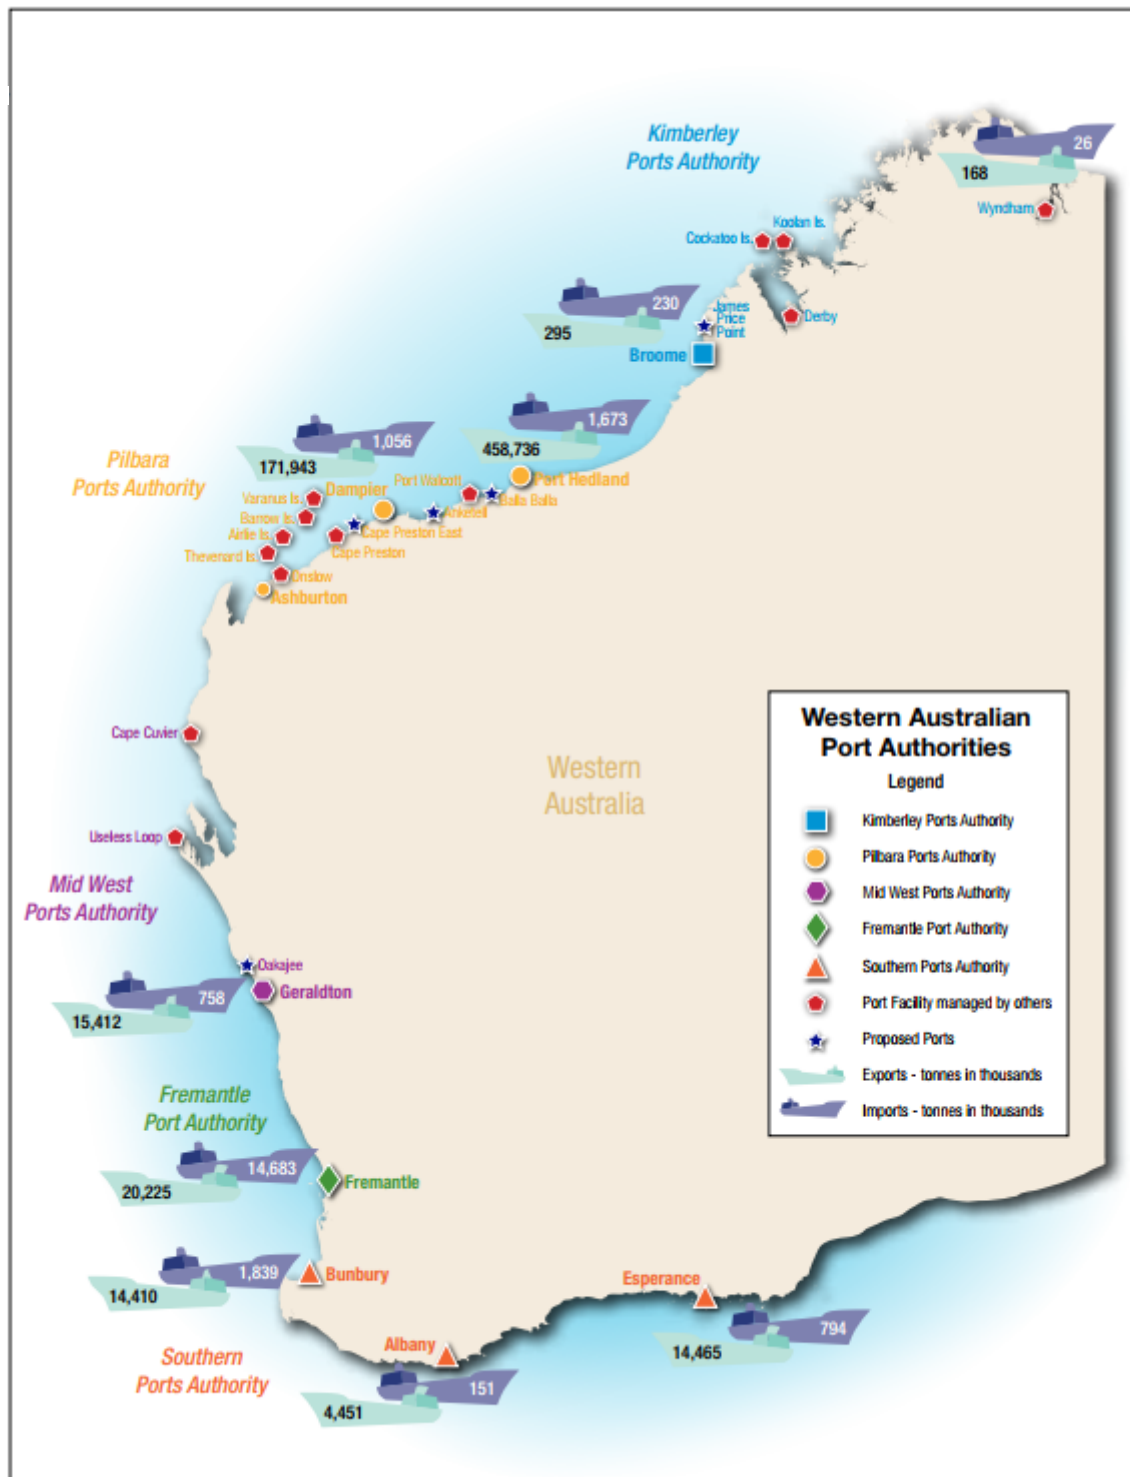 Kimberley
Ports Authority
26
168
Wyndham
Koolan Is.
Cockatoo Is.
Derby
230
295
James
Price
Point
Broome
1,673
458,736
1,056
171,943
Pilbara
Ports Authority
Port Walcott
Port Hedland
Balla Balla
Dampier
Anketell
Varanus Is.
Barrow Is.
Cape Preston East
Airlie Is.
Cape Preston
Thevenard Is.
Onslow
Ashburton
Cape Cuvier
Western
Australia
Useless Loop
Mid West
Ports Authority
Oakajee
Geraldton
758
15,412
Fremantle
Port Authority
14,683
20,225
Fremantle
1,839
14,410
Bunbury
Esperance
794
14,465
Albany
Southern
Ports Authority
151
4,451
Western Australian
Port Authorities
Legend
Kimberley Ports Authority
Pilbara Ports Authority
Mid West Ports Authority
Fremantle Port Authority
Southern Ports Authority
Port Facility managed by others
Proposed Ports
Exports - tonnes in thousands
Imports - tonnes in thousands